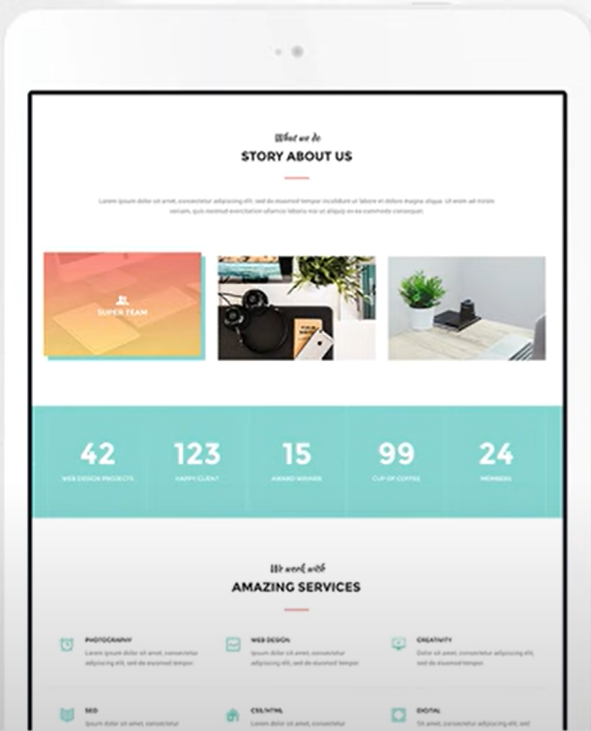 What we do
STORY ABOUT US
Lorem ipsum dolor sit amet, consectetur adipiscing elit, sed do eiusmod tempor incididunt ut labore et dolore magna aliqua. Ut enim ad minim
veniam, quis nostrud exercitation ullamco laboris nisi ut aliquip ex ea commodo consequat.
SUPER TEAM
42
123
15
99
24
WEB DESIGN PROJECTS
HAPPY CLIENT
AWARD WINNER
CUP OF COFFEE
MEMBERS
We work with
AMAZING SERVICES
PHOTOGRAPHY
Lorem ipsum dolor sit amet, consectetur
adipiscing elit, sed do eiusmod tempor.
WEB DESIGN
Ipsum dolor sit amet, consectetur
adipiscing elit, sed do eiusmod tempor.
CREATIVITY
Dolor sit amet, consectetur adipiscing elit,
sed do eiusmod tempor.
SEO
Ipsum dolor sit amet, consectetur
CSS/HTML
Lorem ipsum dolor sit amet, consectetur
DIGITAL
Sit amet, consectetur adipiscing elit, sed